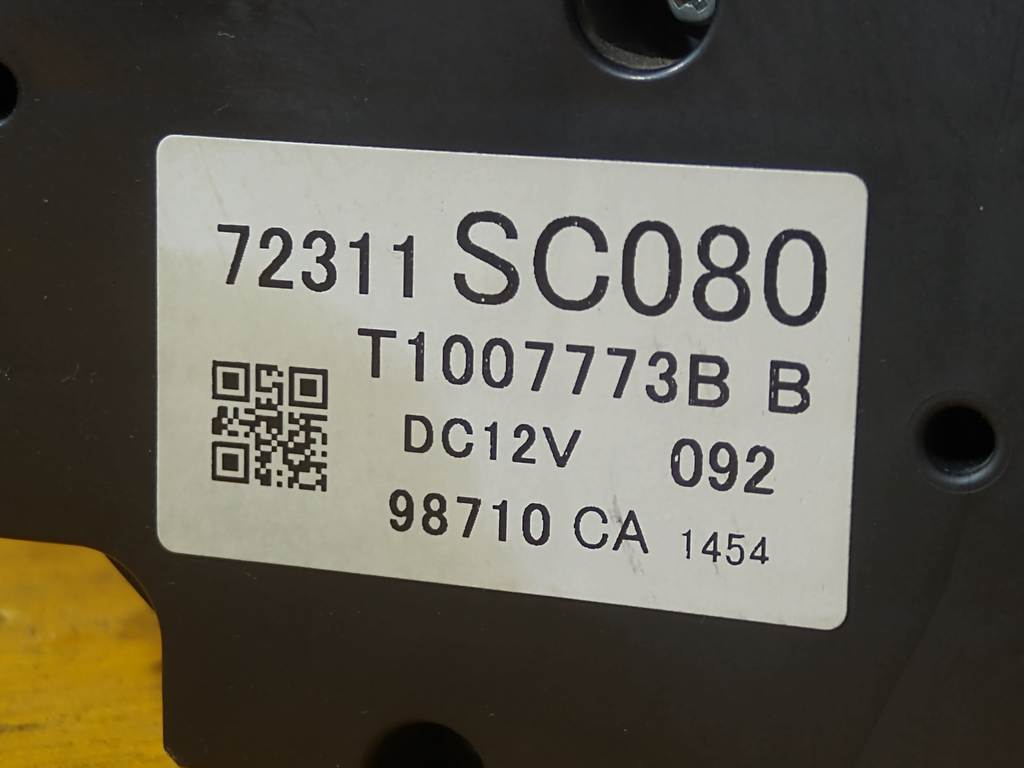 72311 SC080
T1007773B B
DC12V 092
98710 CA 1454